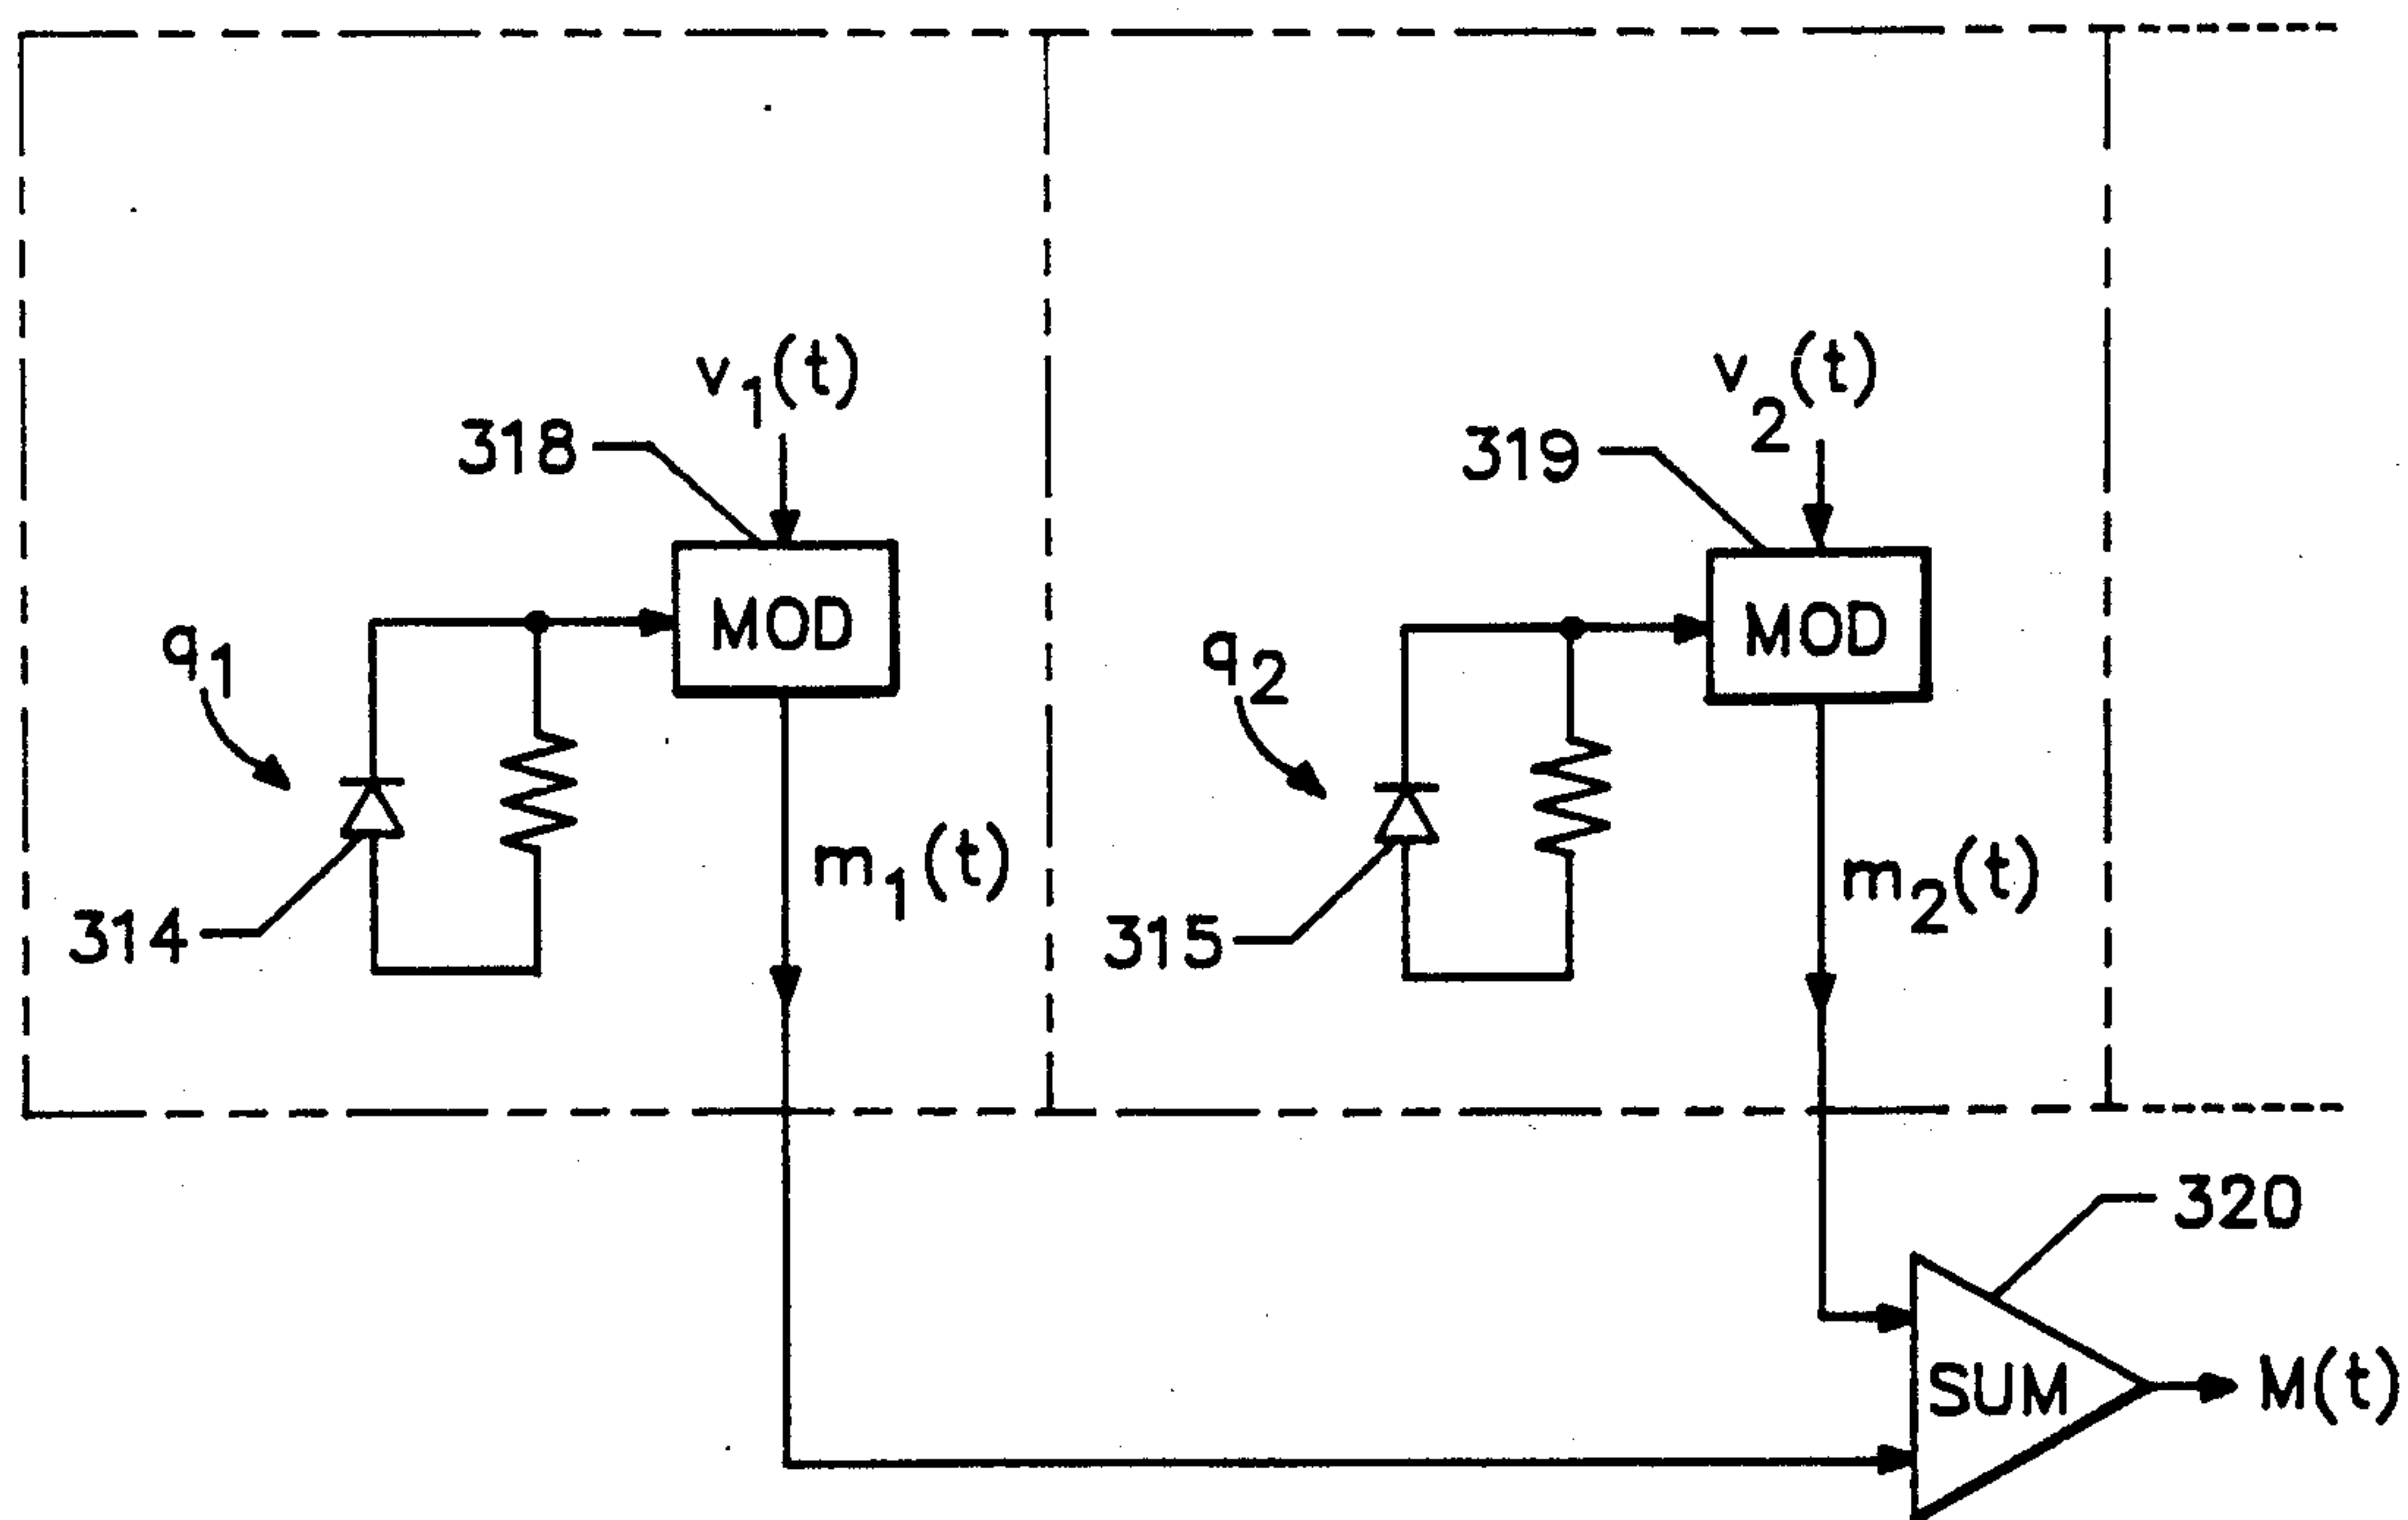 v1(t)
318
MOD
q1
314
m1(t)
v2(t)
319
MOD
q2
315
m2(t)
320
SUM
M(t)